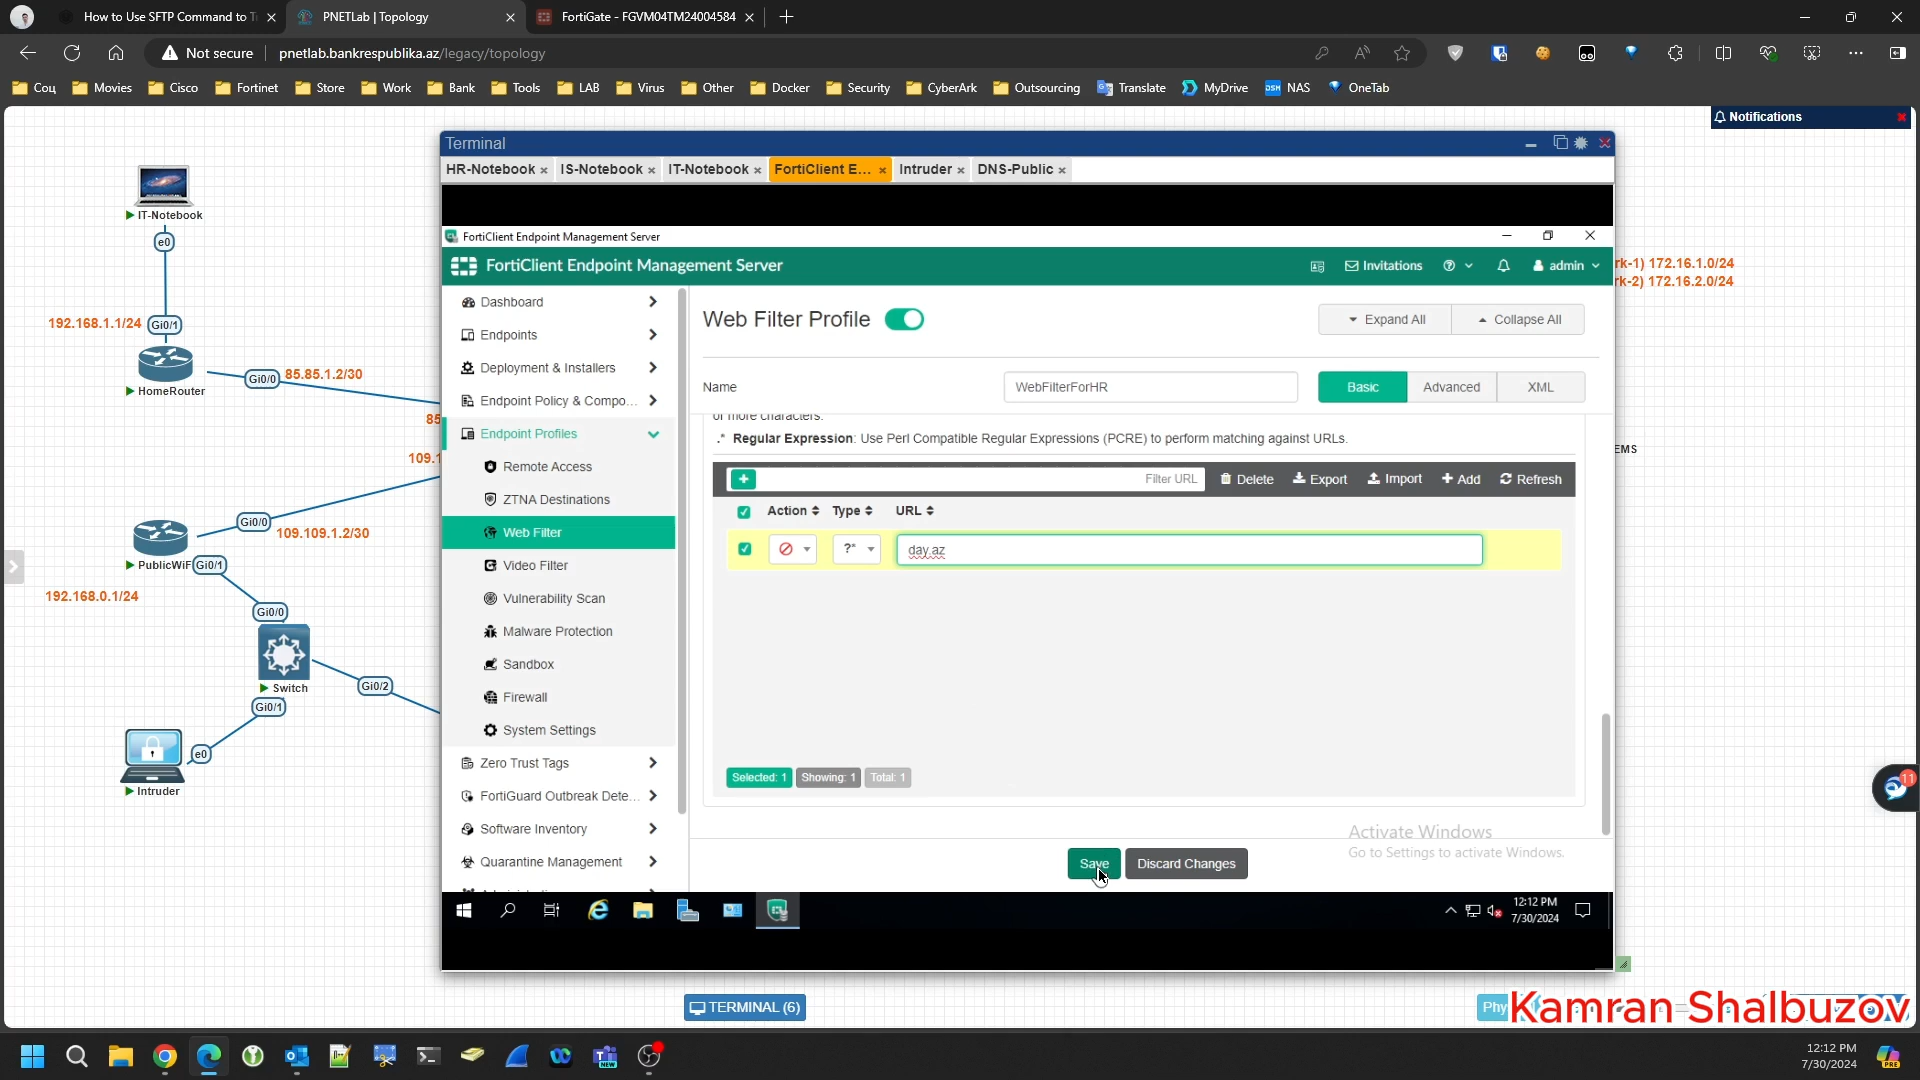 How to Use SFTP Command to Tr
PNETLab | Topology
FortiGate - FGVM04TM24004584
Not secure
pnetlab.bankrespublika.az/legacy/topology
Соц
Movies
Cisco
Fortinet
Store
Work
Bank
Tools
LAB
Virus
Other
Docker
Security
CyberArk
Outsourcing
Translate
MyDrive
NAS
OneTab
Notifications
Terminal
HR-Notebook
IS-Notebook
IT-Notebook
FortiClient E...
Intruder
DNS-Public
FortiClient Endpoint Management Server
FortiClient Endpoint Management Server
Invitations
admin
Dashboard
Endpoints
Deployment & Installers
Endpoint Policy & Compo...
Endpoint Profiles
Remote Access
ZTNA Destinations
Web Filter
Video Filter
Vulnerability Scan
Malware Protection
Sandbox
Firewall
System Settings
Zero Trust Tags
FortiGuard Outbreak Dete...
Software Inventory
Quarantine Management
Web Filter Profile
Expand All
Collapse All
Name
WebFilterForHR
Basic
Advanced
XML
or more characters.
.* Regular Expression: Use Perl Compatible Regular Expressions (PCRE) to perform matching against URLs.
Filter URL
Delete
Export
Import
Add
Refresh
Action
Type
URL
?*
day.az
Selected: 1
Showing: 1
Total: 1
Activate Windows
Go to Settings to activate Windows.
Save
Discard Changes
12:12 PM
7/30/2024
IT-Notebook
e0
192.168.1.1/24
Gi0/1
HomeRouter
Gi0/0
85.85.1.2/30
85
109.1
Gi0/0
109.109.1.2/30
PublicWiF
Gi0/1
192.168.0.1/24
Gi0/0
Switch
Gi0/2
Gi0/1
e0
Intruder
rk-1) 172.16.1.0/24
rk-2) 172.16.2.0/24
EMS
11
TERMINAL (6)
Phy
Kamran Shalbuzov
12:12 PM
7/30/2024